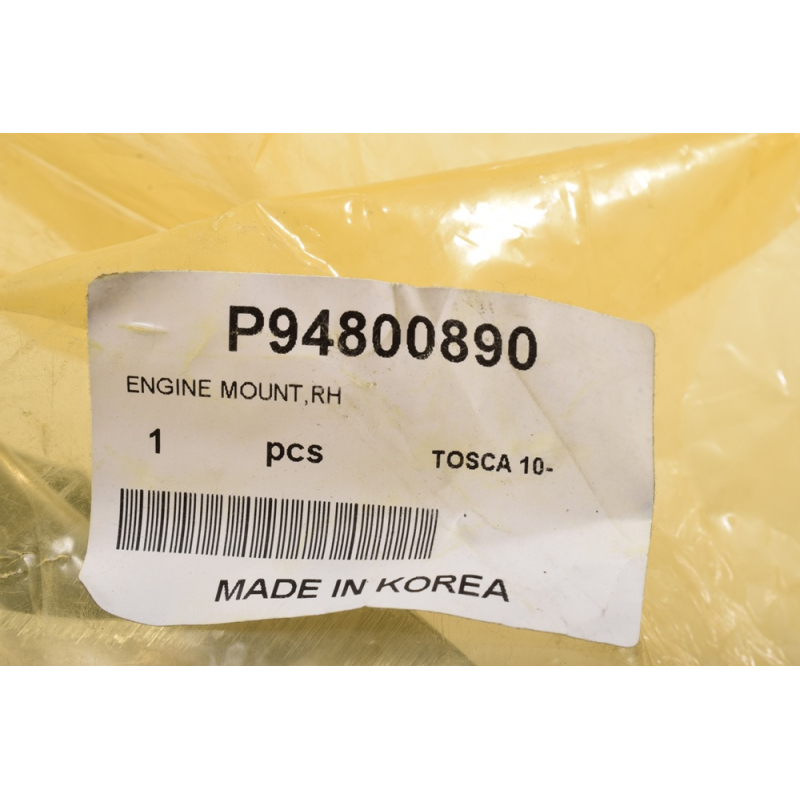 P94800890
ENGINE MOUNT,RH
1 pcs TOSCA 10-
MADE IN KOREA